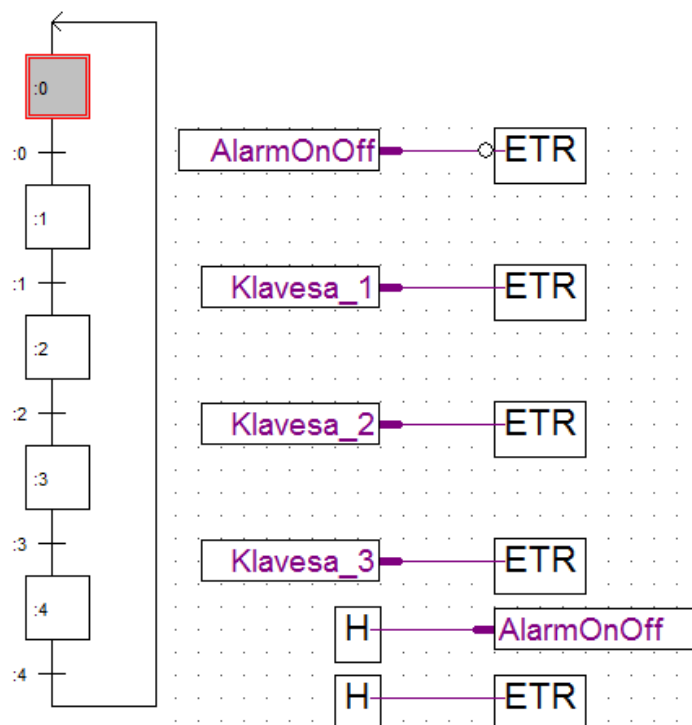 :0
:0
:1
:1
:2
:2
:3
:3
:4
:4
AlarmOnOff ETR
Klavesa_1 ETR
Klavesa_2 ETR
Klavesa_3 ETR
H AlarmOnOff
H ETR